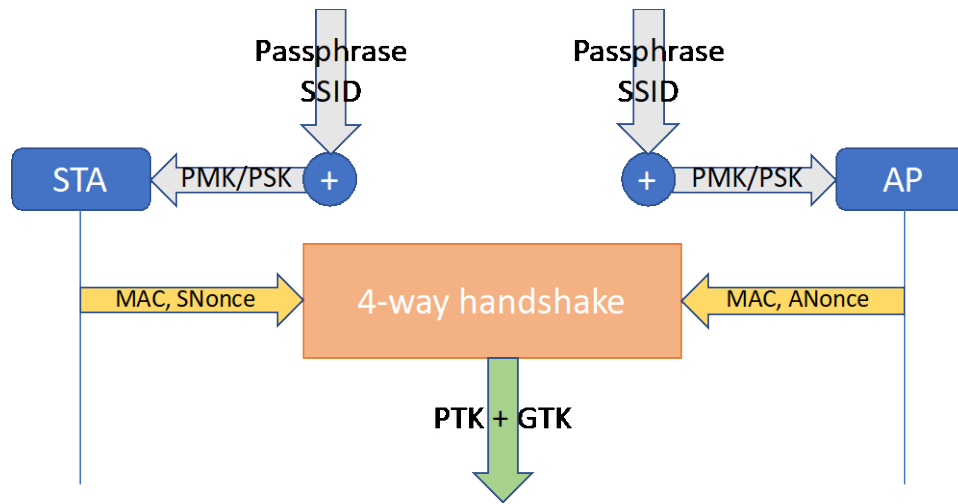 Passphrase
SSID
Passphrase
SSID
STA
PMK/PSK
+
+
PMK/PSK
AP
MAC, SNonce
4-way handshake
MAC, ANonce
PTK + GTK